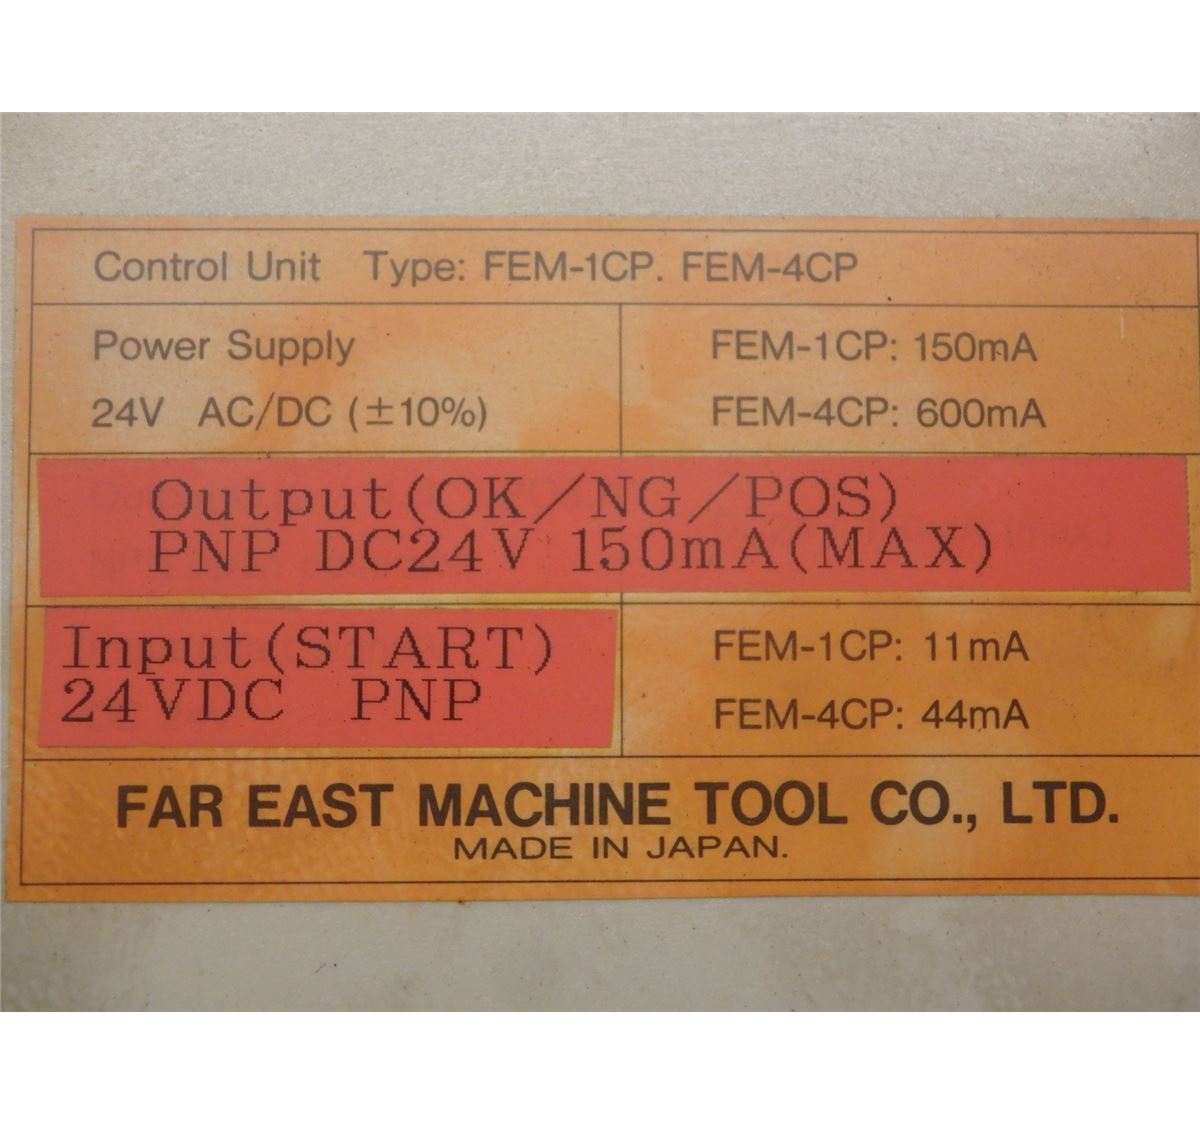 Control Unit Type: FEM-1CP. FEM-4CP
Power Supply
24V AC/DC (±10%)
FEM-1CP: 150mA
FEM-4CP: 600mA
Output(OK/NG/POS)
PNP DC24V 150mA(MAX)
Input(START)
24VDC PNP
FEM-1CP: 11mA
FEM-4CP: 44mA
FAR EAST MACHINE TOOL CO., LTD.
MADE IN JAPAN.